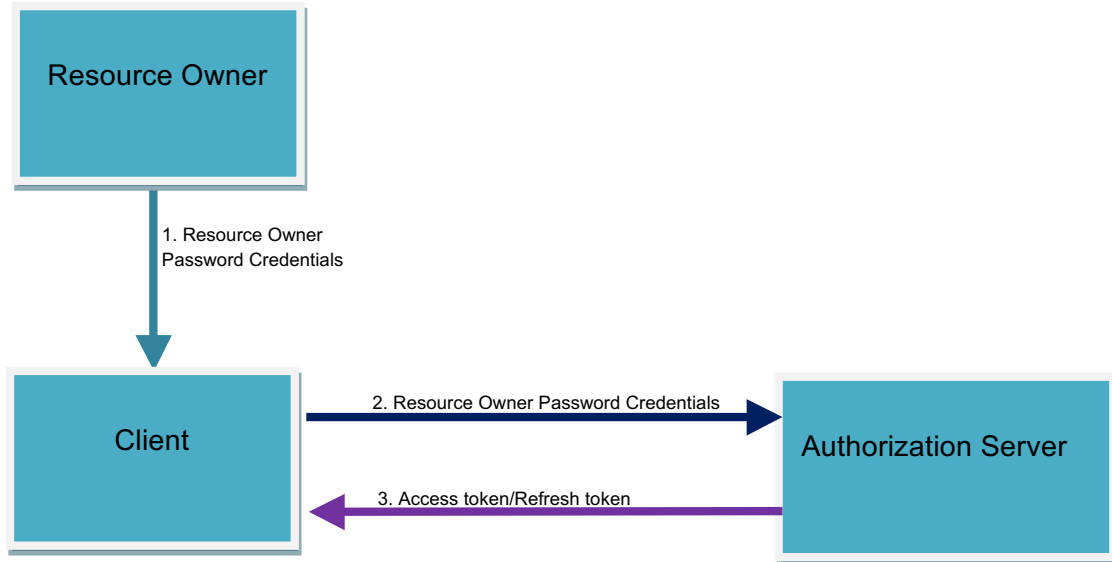 Resource Owner
1. Resource Owner
Password Credentials
Client
2. Resource Owner Password Credentials
Authorization Server
3. Access token/Refresh token